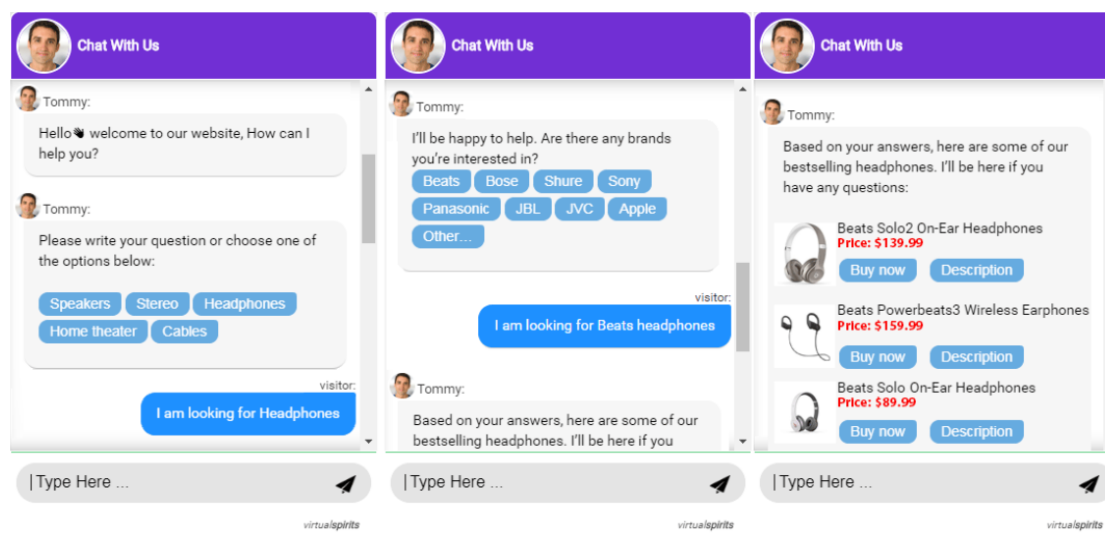 Chat With Us
Tommy:
Hello👋 welcome to our website, How can I
help you?
Tommy:
Please write your question or choose one of
the options below:
Speakers Stereo Headphones
Home theater Cables
visitor:
I am looking for Headphones
Type Here ...
virtualspirits
Chat With Us
Tommy:
I'll be happy to help. Are there any brands
you're interested in?
Beats Bose Shure Sony
Panasonic JBL JVC Apple
Other...
visitor:
I am looking for Beats headphones
Tommy:
Based on your answers, here are some of our
bestselling headphones. I'll be here if you
Type Here ...
virtualspirits
Chat With Us
Tommy:
Based on your answers, here are some of our
bestselling headphones. I'll be here if you
have any questions:
Beats Solo2 On-Ear Headphones
Price: $139.99
Buy now Description
Beats Powerbeats3 Wireless Earphones
Price: $159.99
Buy now Description
Beats Solo On-Ear Headphones
Price: $89.99
Buy now Description
Type Here ...
virtualspirits